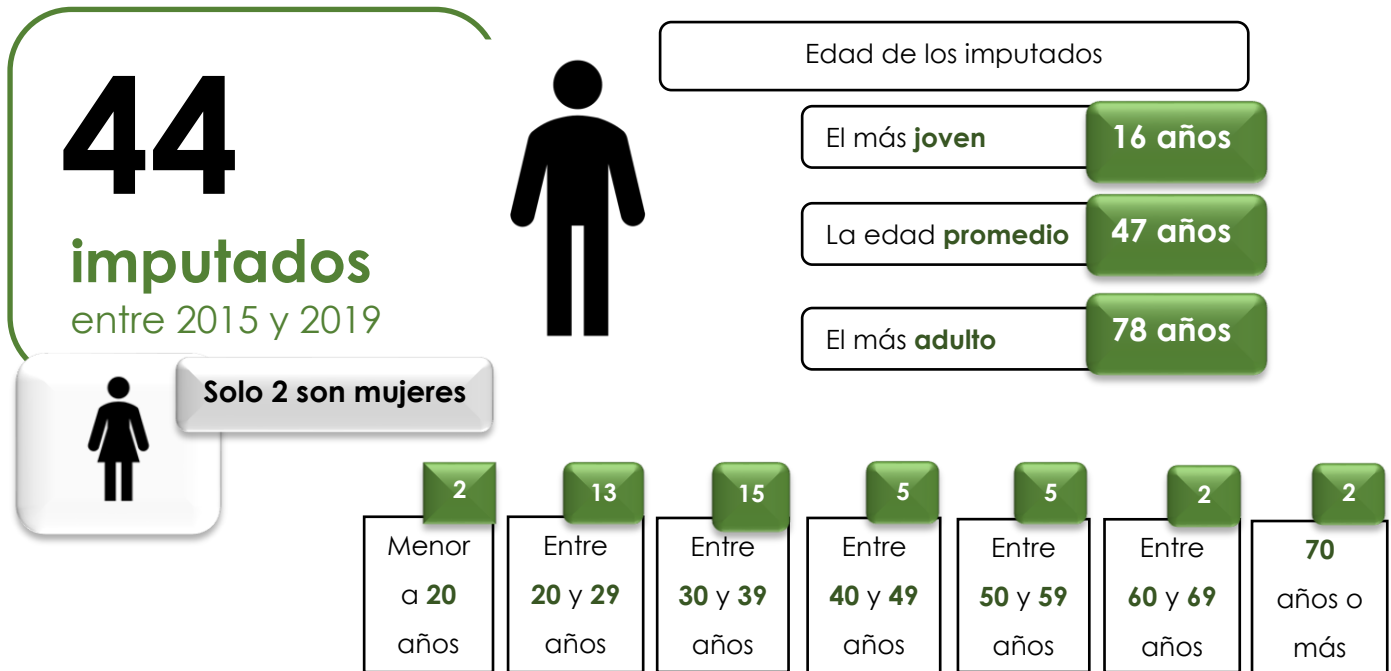 44
imputados
entre 2015 y 2019
Solo 2 son mujeres
Edad de los imputados
El más joven
16 años
La edad promedio
47 años
El más adulto
78 años
2
Menor
a 20
años
13
Entre
20 y 29
años
15
Entre
30 y 39
años
5
Entre
40 y 49
años
5
Entre
50 y 59
años
2
Entre
60 y 69
años
2
70
años o
más